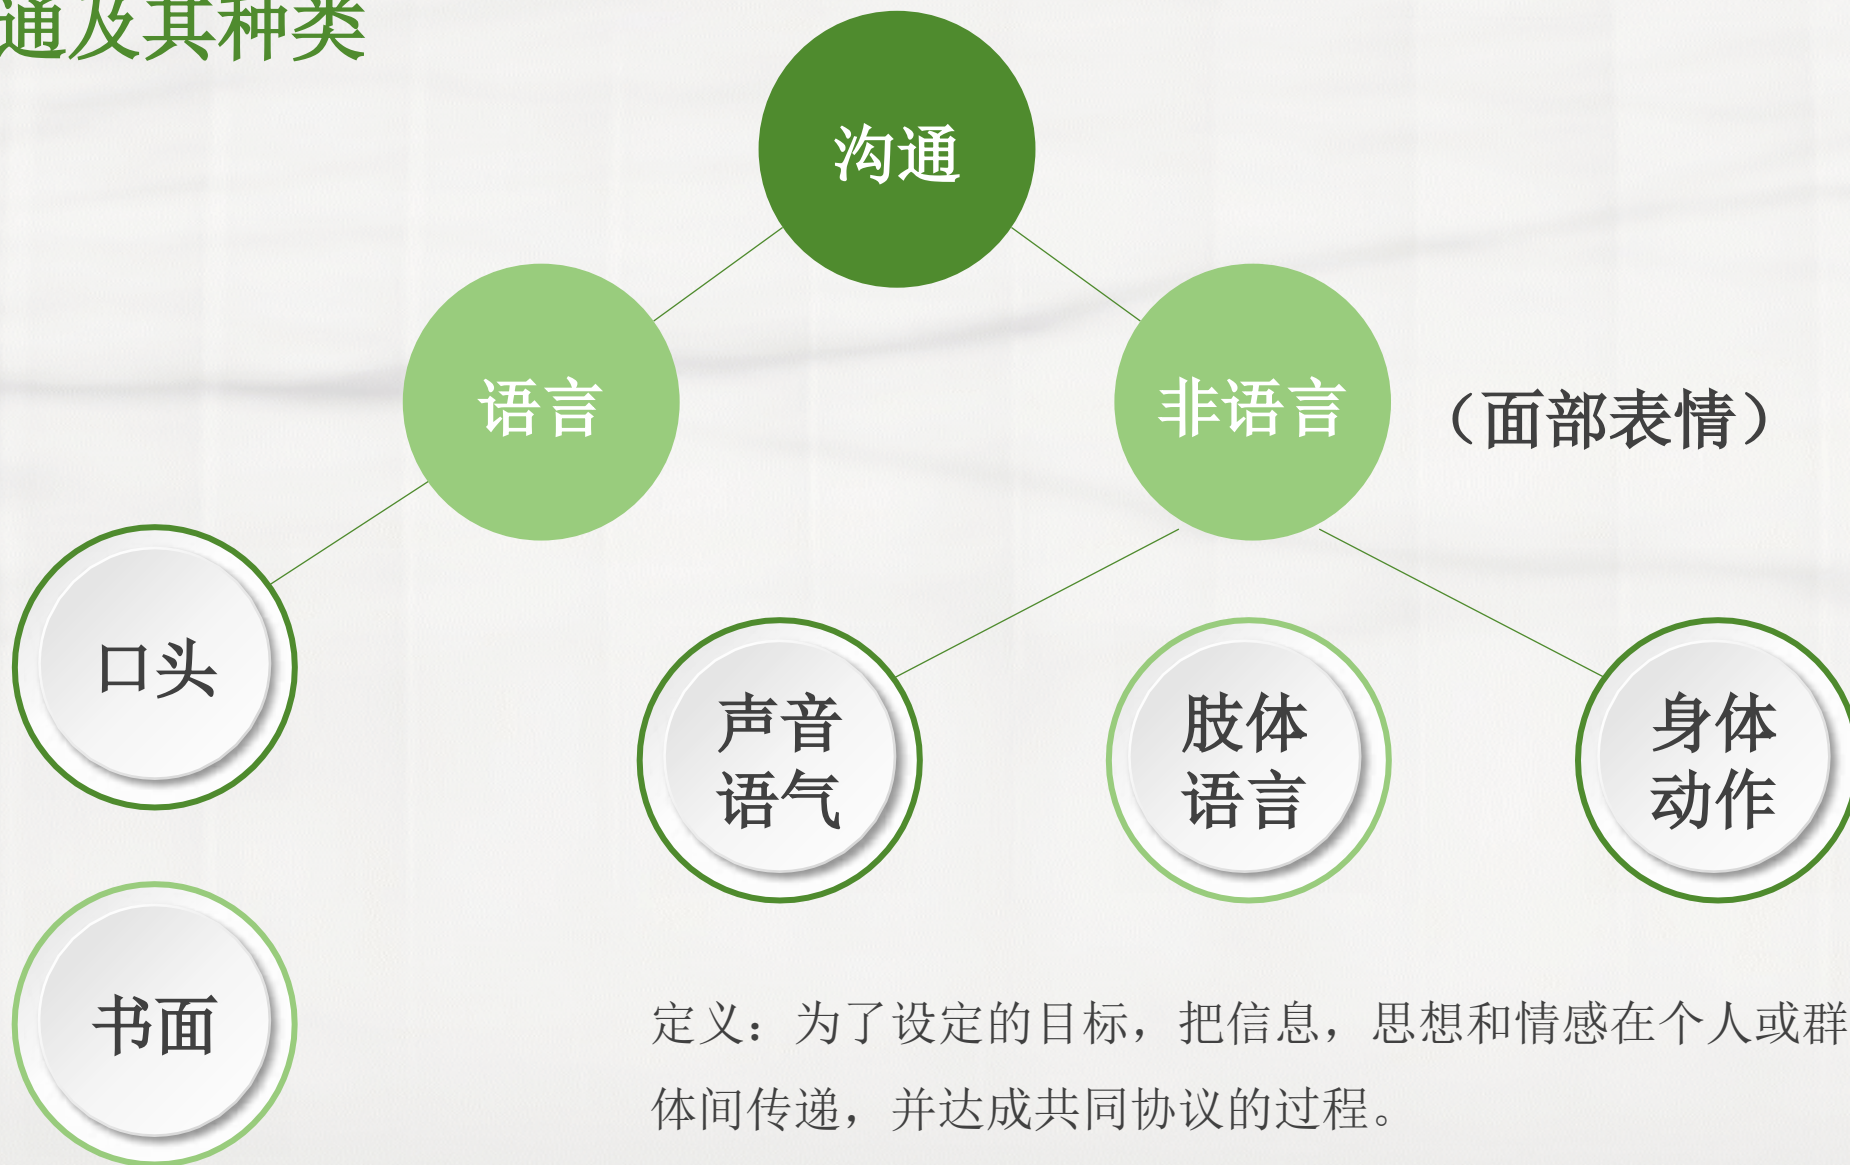 通及其种类
沟通
语言
非语言
（面部表情）
口头
声音
语气
肢体
语言
身体
动作
书面
定义：为了设定的目标，把信息，思想和情感在个人或群
体间传递，并达成共同协议的过程。